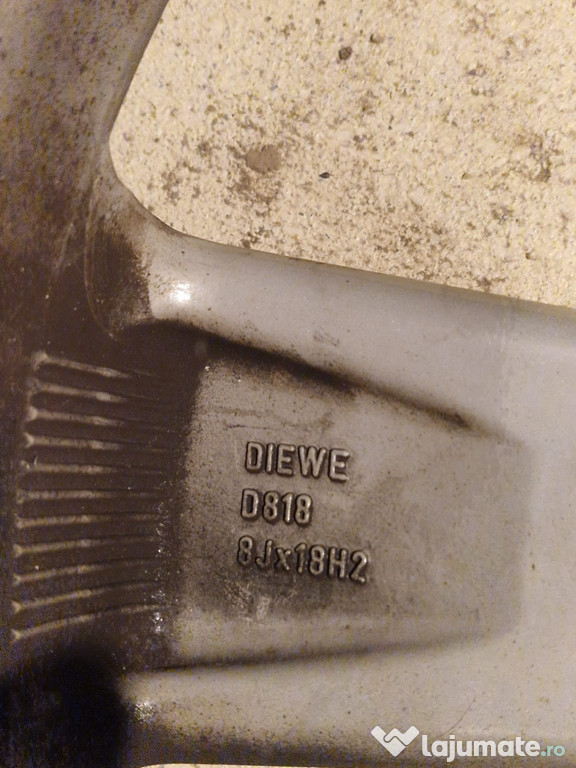 DIEWE
D818
8Jx18H2
lajumate.ro